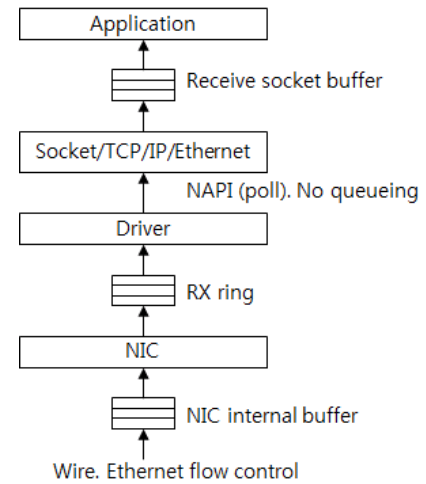 Application
Receive socket buffer
Socket/TCP/IP/Ethernet
NAPI (poll). No queueing
Driver
RX ring
NIC
NIC internal buffer
Wire. Ethernet flow control